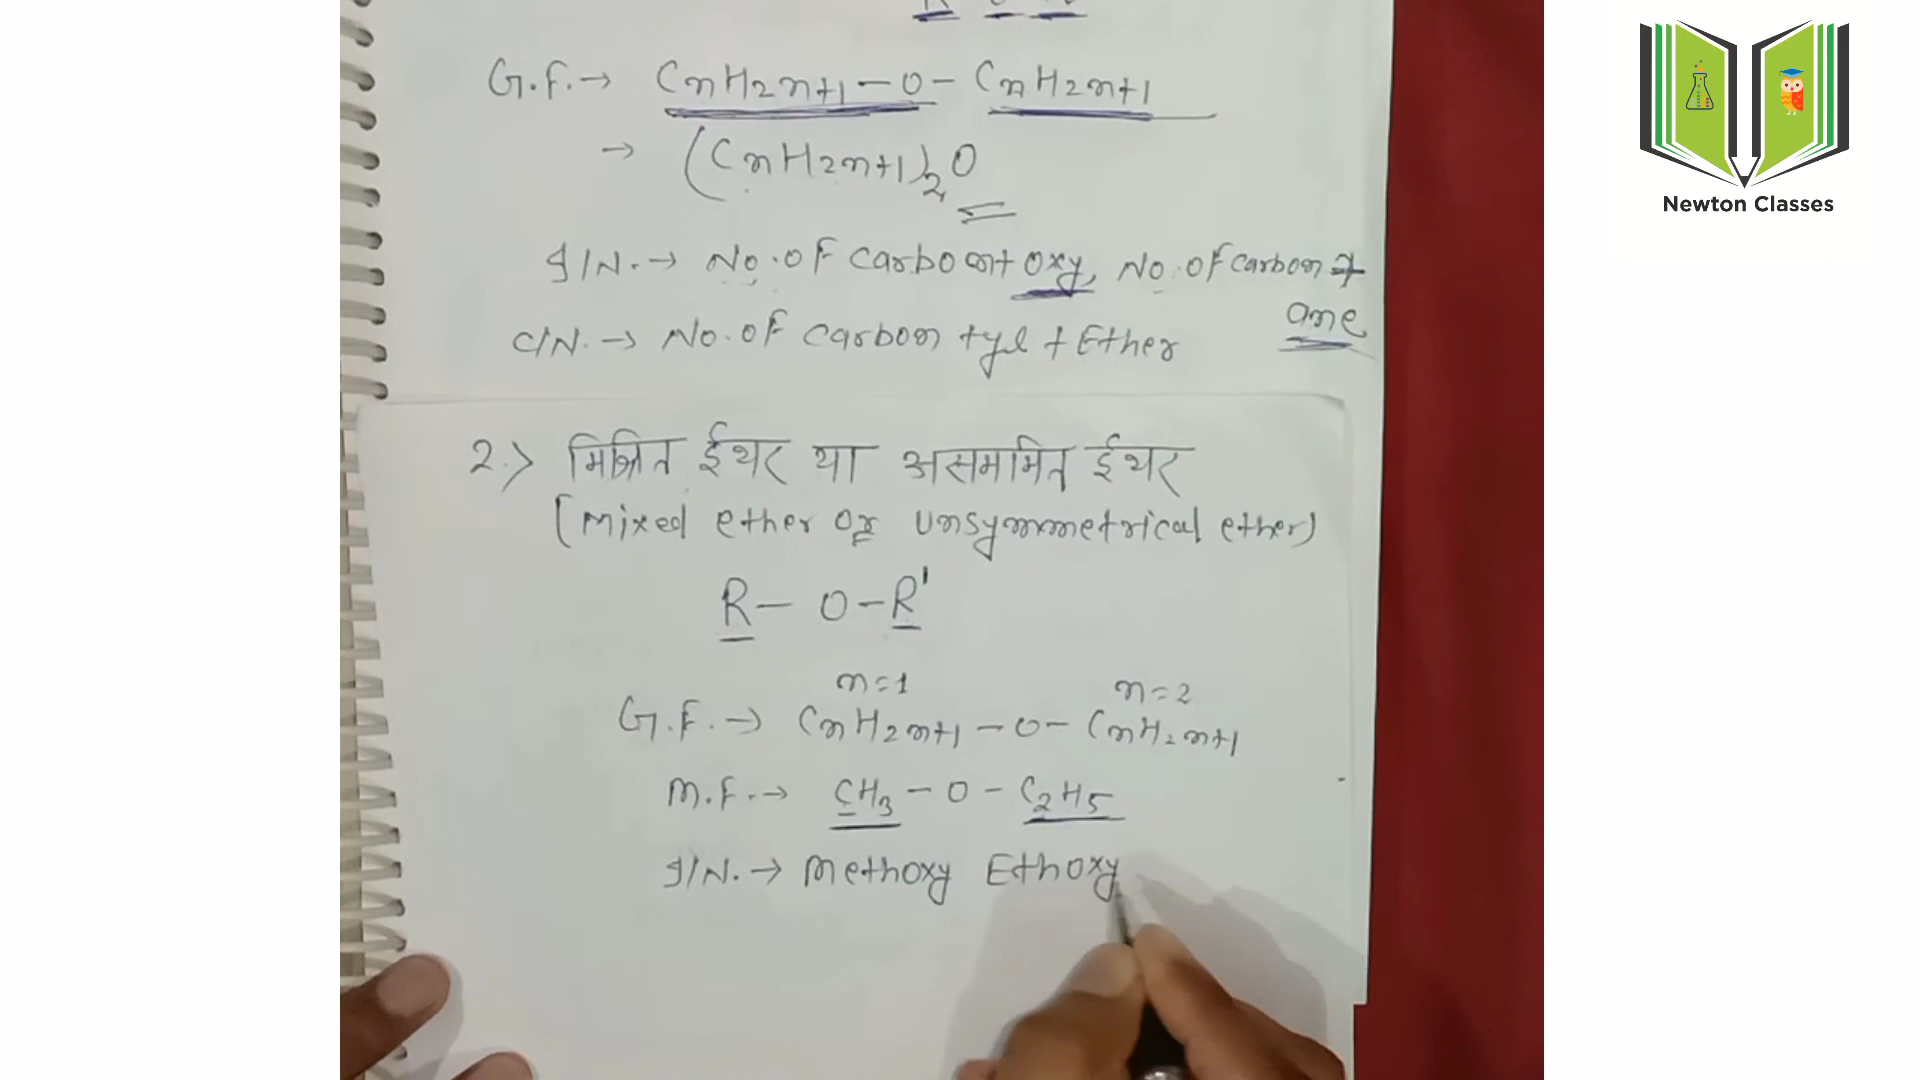 G.F. → CnH2n+1 - O - CnH2n+1
→ (CnH2n+1)2O
I/N. → No. of carbon + oxy, No. of carbon +
ane
C/N. → No. of carbon + yl + Ether
2.> मिश्रित ईथर या असममित ईथर
(Mixed ether Or Unsymmetrical ether)
R - O - R'
n=1 n=2
G.F. → CnH2n+1 - O - CnH2n+1
M.F. → CH3 - O - C2H5
I/N. → Methoxy Ethoxy
Newton Classes